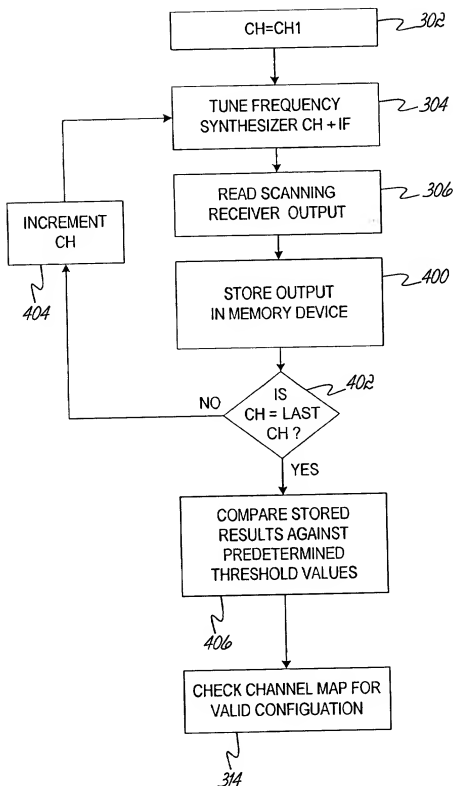 CH=CH1
302
TUNE FREQUENCY
SYNTHESIZER CH + IF
304
READ SCANNING
RECEIVER OUTPUT
306
INCREMENT
CH
404
STORE OUTPUT
IN MEMORY DEVICE
400
402
IS
CH = LAST
CH ?
NO
YES
COMPARE STORED
RESULTS AGAINST
PREDETERMINED
THRESHOLD VALUES
406
CHECK CHANNEL MAP FOR
VALID CONFIGUATION
314